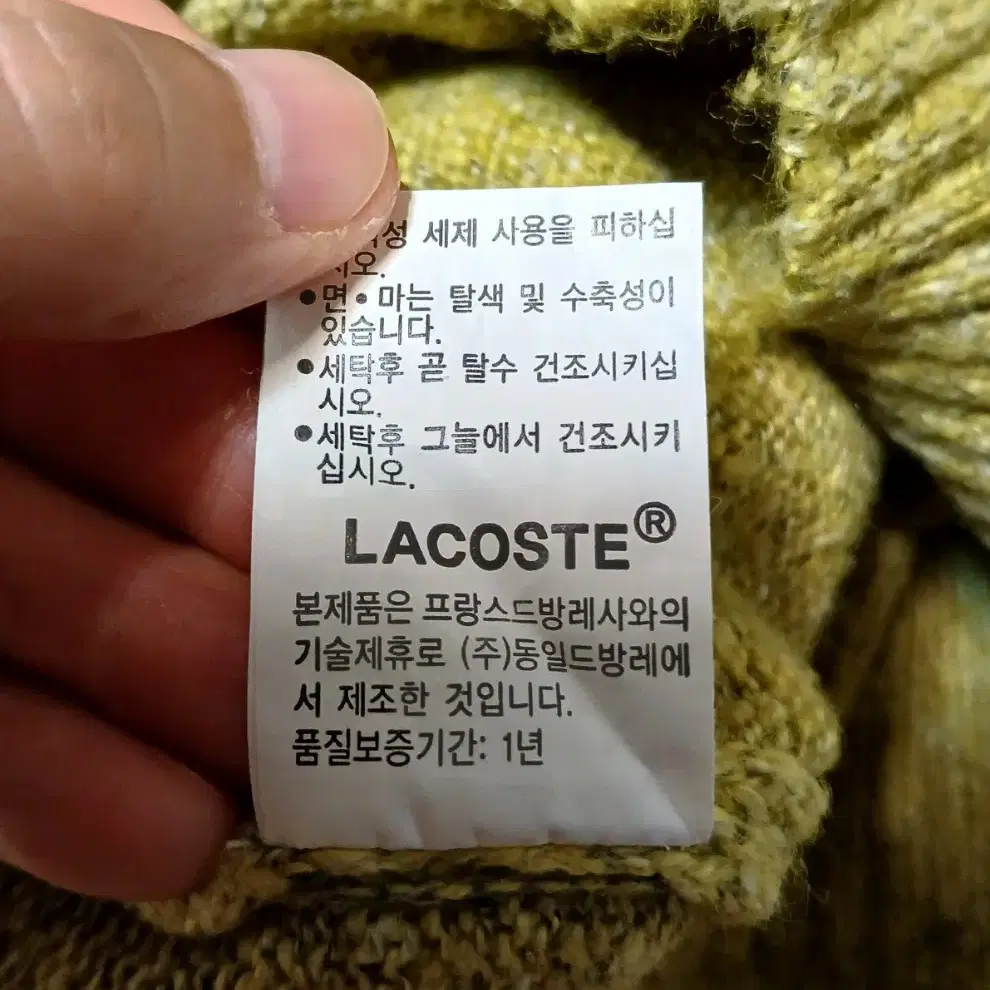 세제 사용을 피하십
시오.
•면•마는 탈색 및 수축성이
있습니다.
•세탁후 곧 탈수 건조시키십
시오.
•세탁후 그늘에서 건조시키
십시오.
LACOSTE®
본제품은 프랑스드방레사와의
기술제휴로 (주)동일드방레에
서 제조한 것입니다.
품질보증기간: 1년